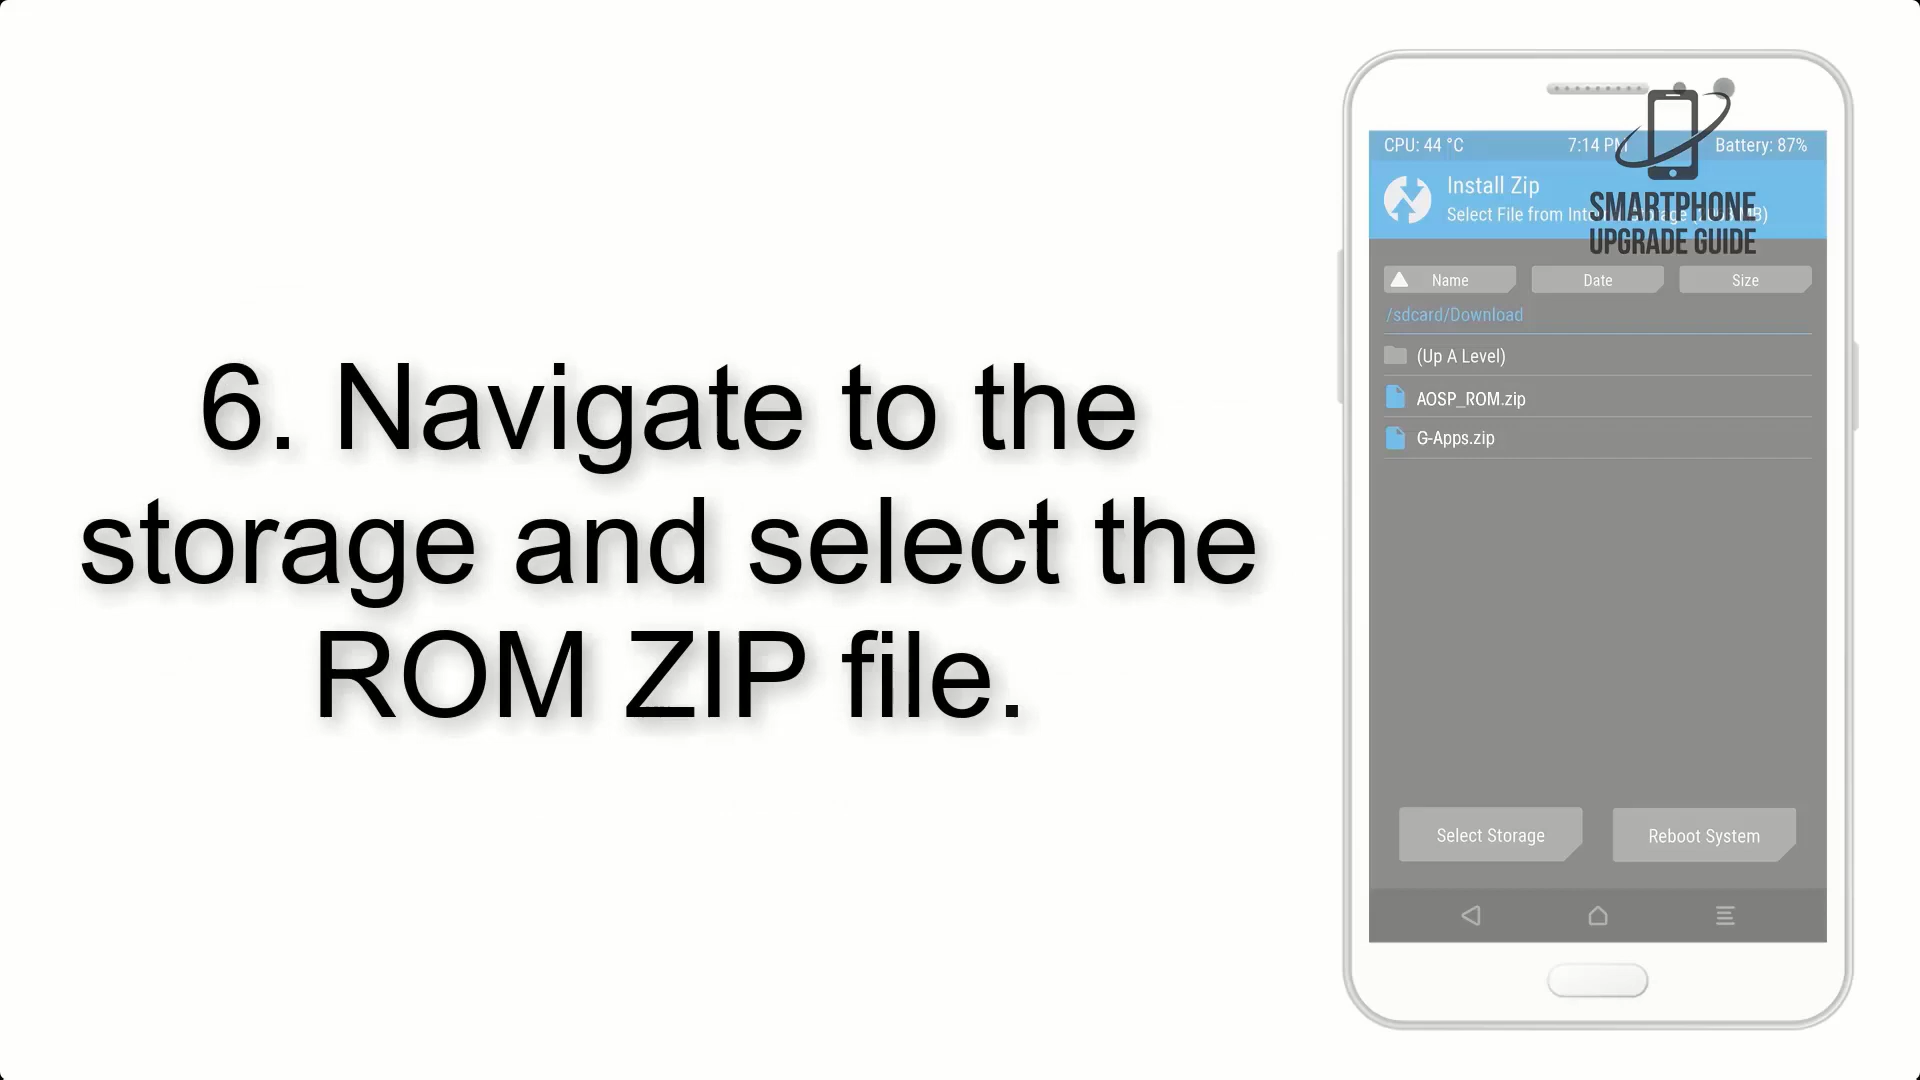 6. Navigate to the
storage and select the
ROM ZIP file.
CPU: 44 °C 7:14 PM Battery: 87%
Install Zip
Select File from
SMARTPHONE
UPGRADE GUIDE
Name Date Size
/sdcard/Download
(Up A Level)
AOSP_ROM.zip
G-Apps.zip
Select Storage Reboot System